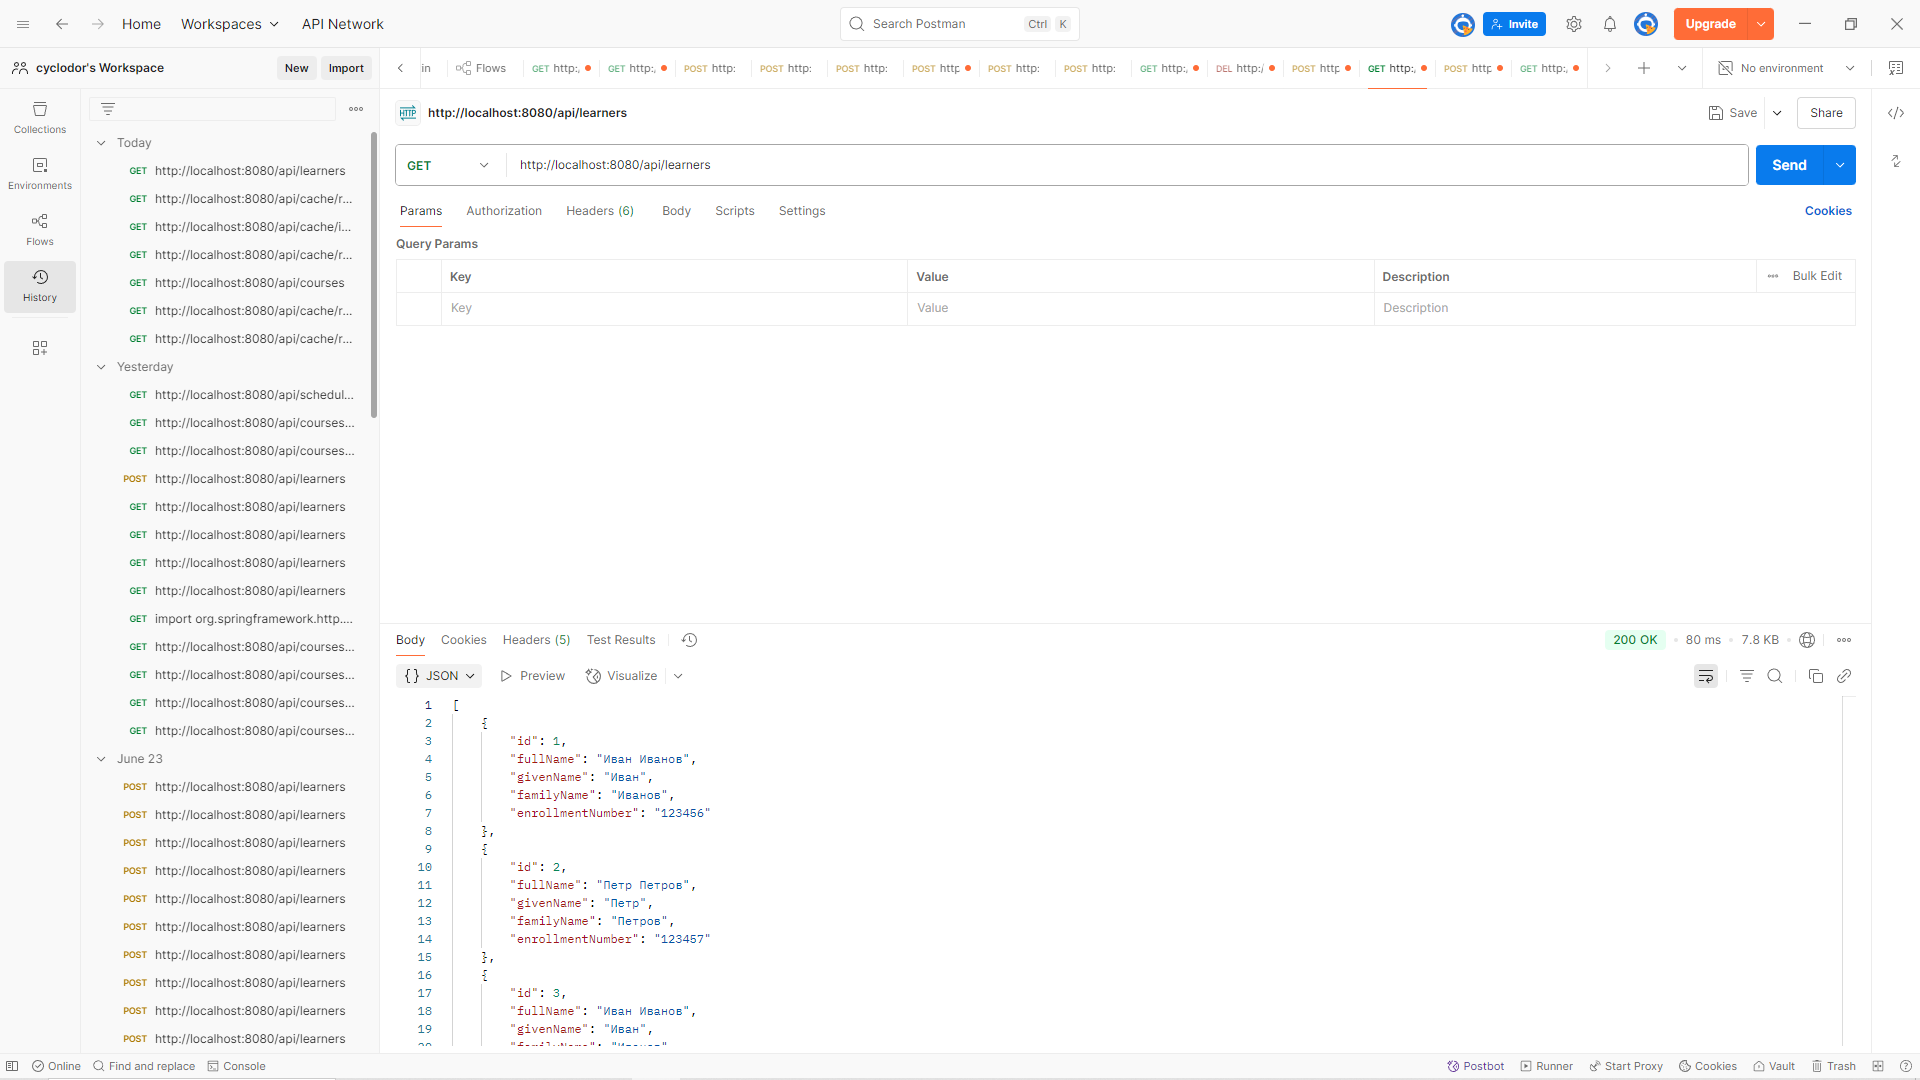 Home Workspaces API Network Search Postman Ctrl K Invite Upgrade
cyclodor's Workspace New Import
in Flows GET http:, GET http:, POST http: POST http: POST http: POST http POST http: POST http: GET http:, DEL http:/ POST http GET http:, POST http GET http:, No environment
Collections
Environments
Flows
History
Today
GET http://localhost:8080/api/learners
GET http://localhost:8080/api/cache/r...
GET http://localhost:8080/api/cache/i...
GET http://localhost:8080/api/cache/r...
GET http://localhost:8080/api/courses
GET http://localhost:8080/api/cache/r...
GET http://localhost:8080/api/cache/r...
Yesterday
GET http://localhost:8080/api/schedul...
GET http://localhost:8080/api/courses...
GET http://localhost:8080/api/courses...
POST http://localhost:8080/api/learners
GET http://localhost:8080/api/learners
GET http://localhost:8080/api/learners
GET http://localhost:8080/api/learners
GET http://localhost:8080/api/learners
GET import org.springframework.http....
GET http://localhost:8080/api/courses...
GET http://localhost:8080/api/courses...
GET http://localhost:8080/api/courses...
GET http://localhost:8080/api/courses...
June 23
POST http://localhost:8080/api/learners
POST http://localhost:8080/api/learners
POST http://localhost:8080/api/learners
POST http://localhost:8080/api/learners
POST http://localhost:8080/api/learners
POST http://localhost:8080/api/learners
POST http://localhost:8080/api/learners
POST http://localhost:8080/api/learners
POST http://localhost:8080/api/learners
POST http://localhost:8080/api/learners
HTTP http://localhost:8080/api/learners Save Share
GET http://localhost:8080/api/learners Send
Params Authorization Headers (6) Body Scripts Settings Cookies
Query Params
Key Value Description Bulk Edit
Key Value Description
Body Cookies Headers (5) Test Results 200 OK 80 ms 7.8 KB
{} JSON Preview Visualize
1 [
2 {
3 "id": 1,
4 "fullName": "Иван Иванов",
5 "givenName": "Иван",
6 "familyName": "Иванов",
7 "enrollmentNumber": "123456"
8 },
9 {
10 "id": 2,
11 "fullName": "Петр Петров",
12 "givenName": "Петр",
13 "familyName": "Петров",
14 "enrollmentNumber": "123457"
15 },
16 {
17 "id": 3,
18 "fullName": "Иван Иванов",
19 "givenName": "Иван",
Online Find and replace Console Postbot Runner Start Proxy Cookies Vault Trash